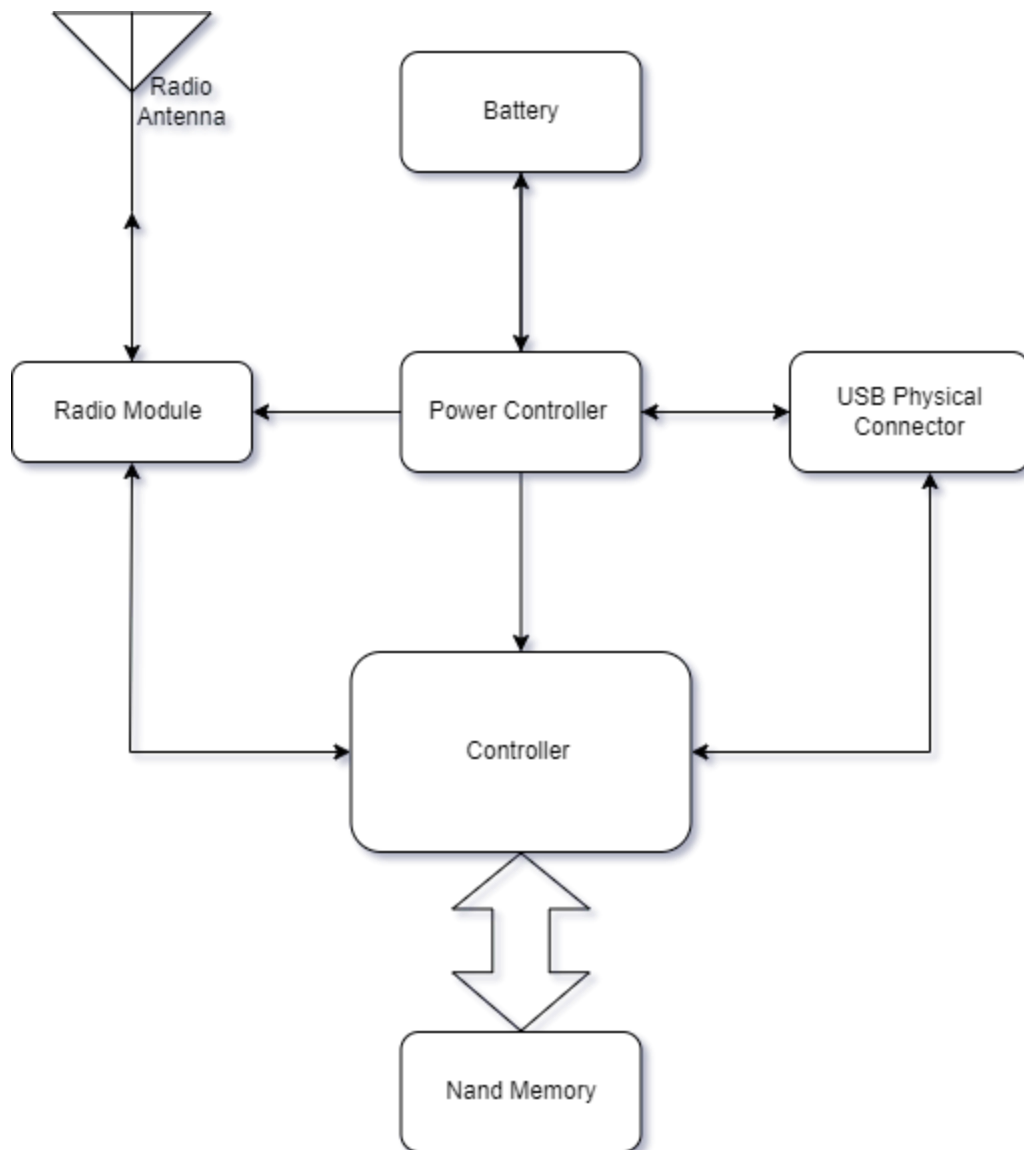 Radio
Antenna
Battery
Radio Module
Power Controller
USB Physical
Connector
Controller
Nand Memory